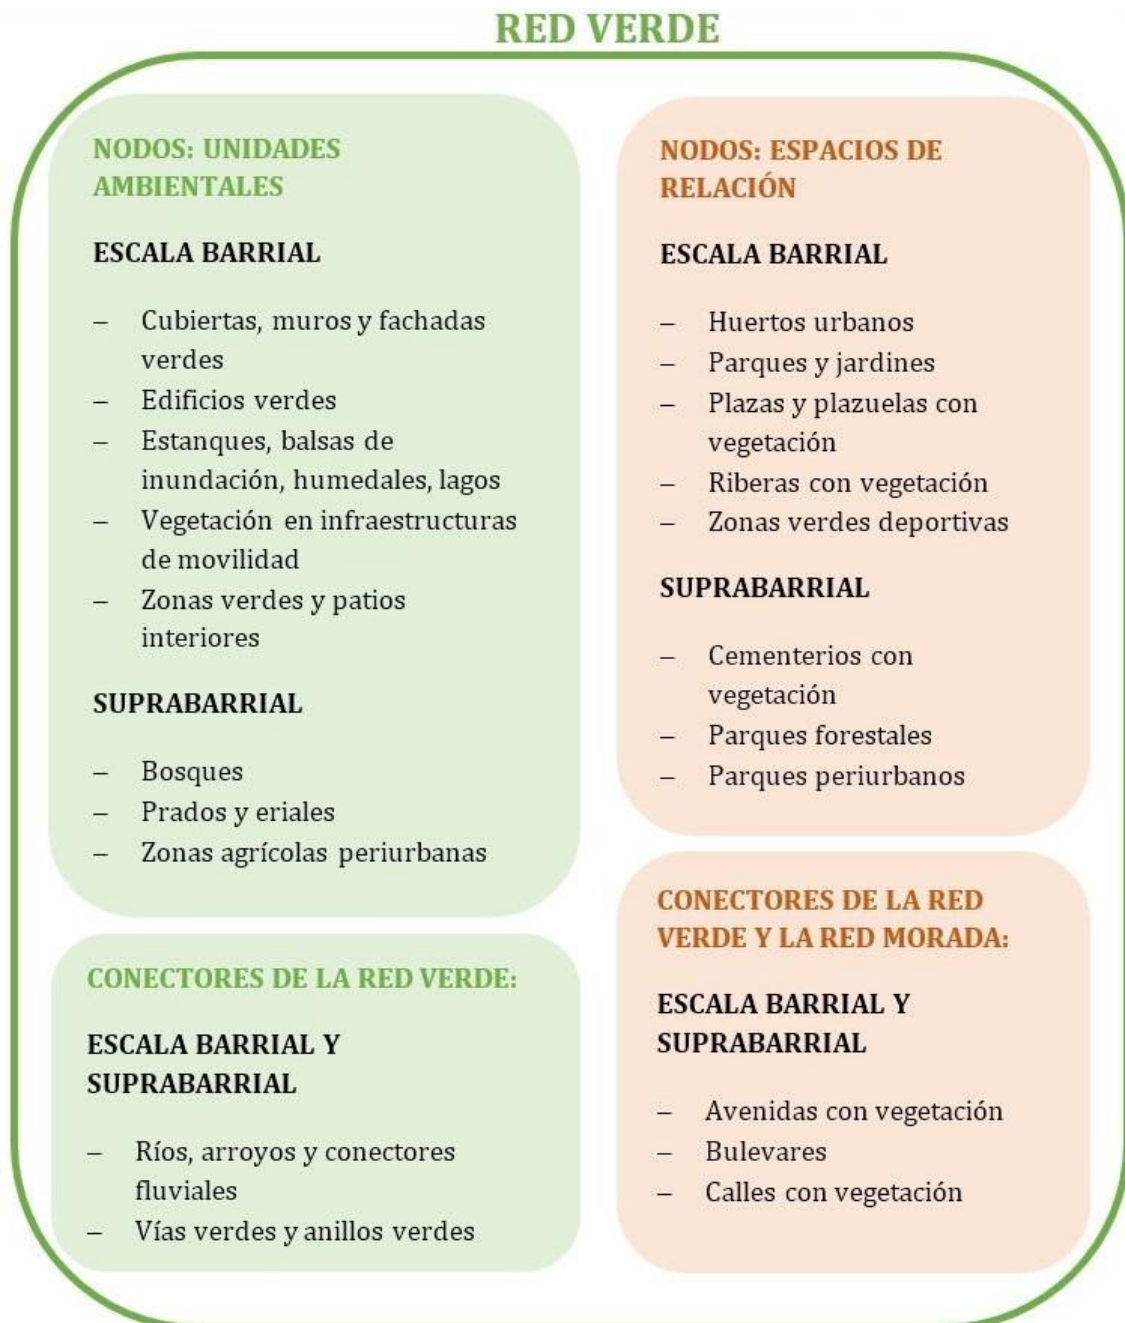 RED VERDE
NODOS: UNIDADES
AMBIENTALES
ESCALA BARRIAL
– Cubiertas, muros y fachadas
verdes
– Edificios verdes
– Estanques, balsas de
inundación, humedales, lagos
– Vegetación en infraestructuras
de movilidad
– Zonas verdes y patios
interiores
SUPRABARRIAL
– Bosques
– Prados y eriales
– Zonas agrícolas periurbanas
CONECTORES DE LA RED VERDE:
ESCALA BARRIAL Y
SUPRABARRIAL
– Ríos, arroyos y conectores
fluviales
– Vías verdes y anillos verdes
NODOS: ESPACIOS DE
RELACIÓN
ESCALA BARRIAL
– Huertos urbanos
– Parques y jardines
– Plazas y plazuelas con
vegetación
– Riberas con vegetación
– Zonas verdes deportivas
SUPRABARRIAL
– Cementerios con
vegetación
– Parques forestales
– Parques periurbanos
CONECTORES DE LA RED
VERDE Y LA RED MORADA:
ESCALA BARRIAL Y
SUPRABARRIAL
– Avenidas con vegetación
– Bulevares
– Calles con vegetación